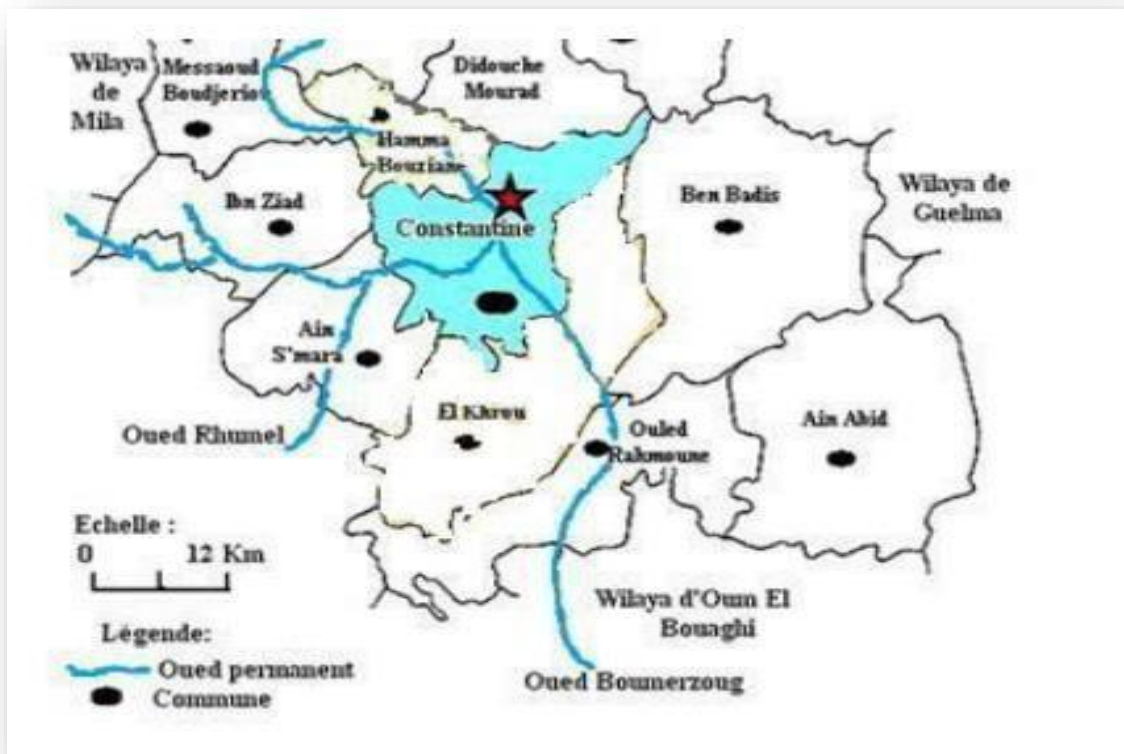 Wilaya
de
Mila
Messaoud
Boudjerio
Didouche
Mourad
Hamma
Bouziane
Ibn Ziad
Constantine
Ben Badis
Wilaya de
Guelma
Ain
S'mara
El Khrou
Oued Rhumel
Ouled
Rahmoune
Ain Abid
Echelle :
0 12 Km
Wilaya d'Oum El
Bouaghi
Légende:
Oued permanent
Commune
Oued Boumerzoug